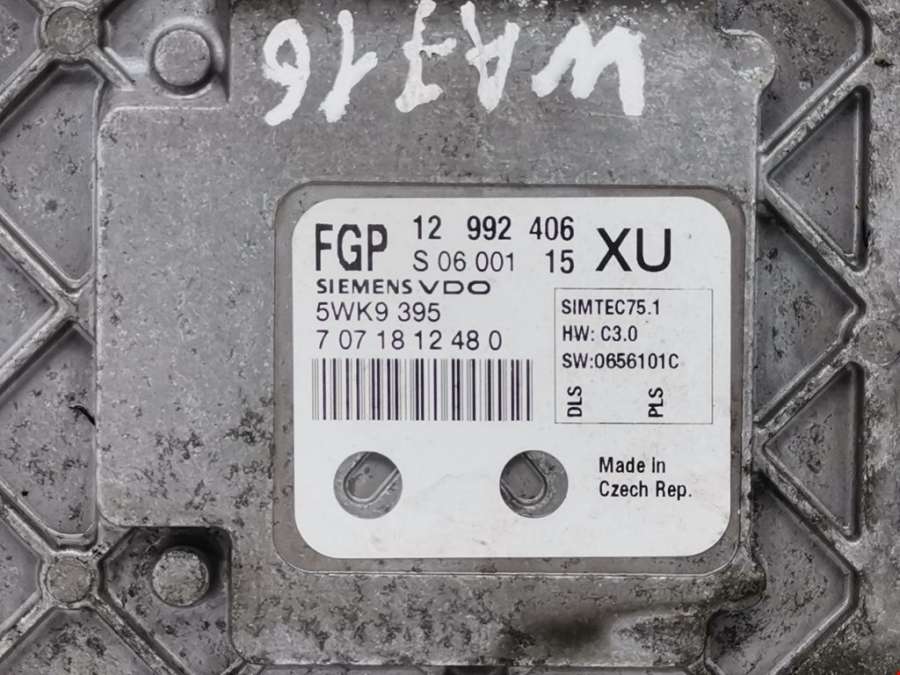 WAJ16
FGP 12 992 406 XU
S 06 001 15
SIEMENS VDO
5WK9 395
7 07 18 12 48 0
SIMTEC75.1
HW: C3.0
SW:0656101C
DLS PLS
Made In
Czech Rep.